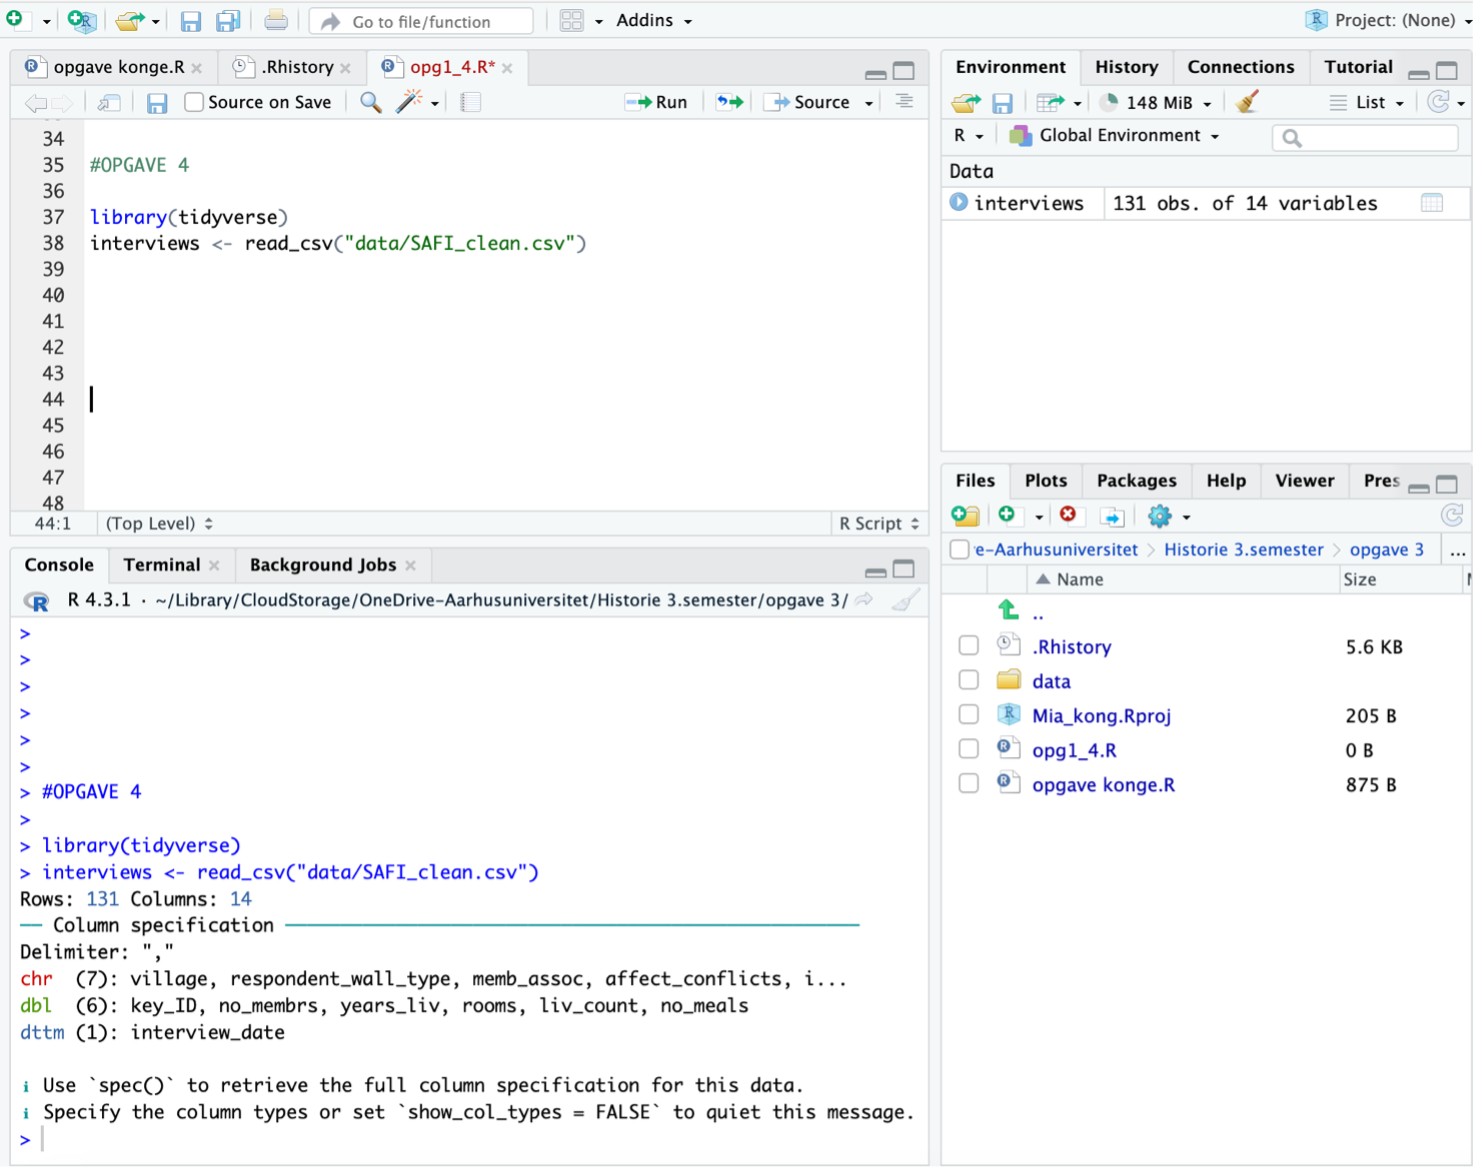 Go to file/function
Addins
Project: (None)
opgave konge.R
.Rhistory
opg1_4.R*
Source on Save
Run
Source
34
35 #OPGAVE 4
36
37 library(tidyverse)
38 interviews <- read_csv("data/SAFI_clean.csv")
39
40
41
42
43
44
45
46
47
48
44:1 (Top Level)
R Script
Console Terminal Background Jobs
R 4.3.1 · ~/Library/CloudStorage/OneDrive-Aarhusuniversitet/Historie 3.semester/opgave 3/
>
>
>
>
>
>
> #OPGAVE 4
>
> library(tidyverse)
> interviews <- read_csv("data/SAFI_clean.csv")
Rows: 131 Columns: 14
── Column specification ──────────────────────────
Delimiter: ","
chr (7): village, respondent_wall_type, memb_assoc, affect_conflicts, i...
dbl (6): key_ID, no_membrs, years_liv, rooms, liv_count, no_meals
dttm (1): interview_date
ℹ Use `spec()` to retrieve the full column specification for this data.
ℹ Specify the column types or set `show_col_types = FALSE` to quiet this message.
>
Environment History Connections Tutorial
148 MiB
List
R Global Environment
Data
interviews 131 obs. of 14 variables
Files Plots Packages Help Viewer Pres
e-Aarhusuniversitet > Historie 3.semester > opgave 3 ...
Name Size
..
.Rhistory 5.6 KB
data
Mia_kong.Rproj 205 B
opg1_4.R 0 B
opgave konge.R 875 B